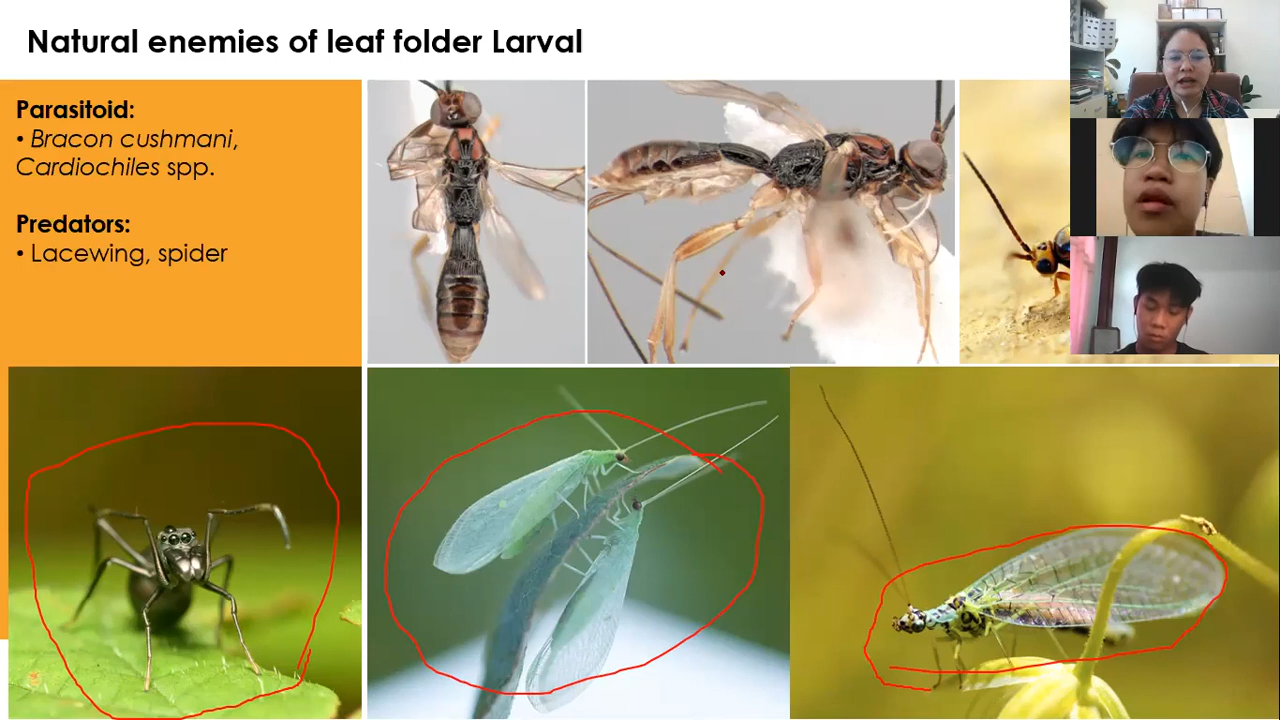 Natural enemies of leaf folder Larval
Parasitoid:
• Bracon cushmani,
Cardiochiles spp.
Predators:
• Lacewing, spider